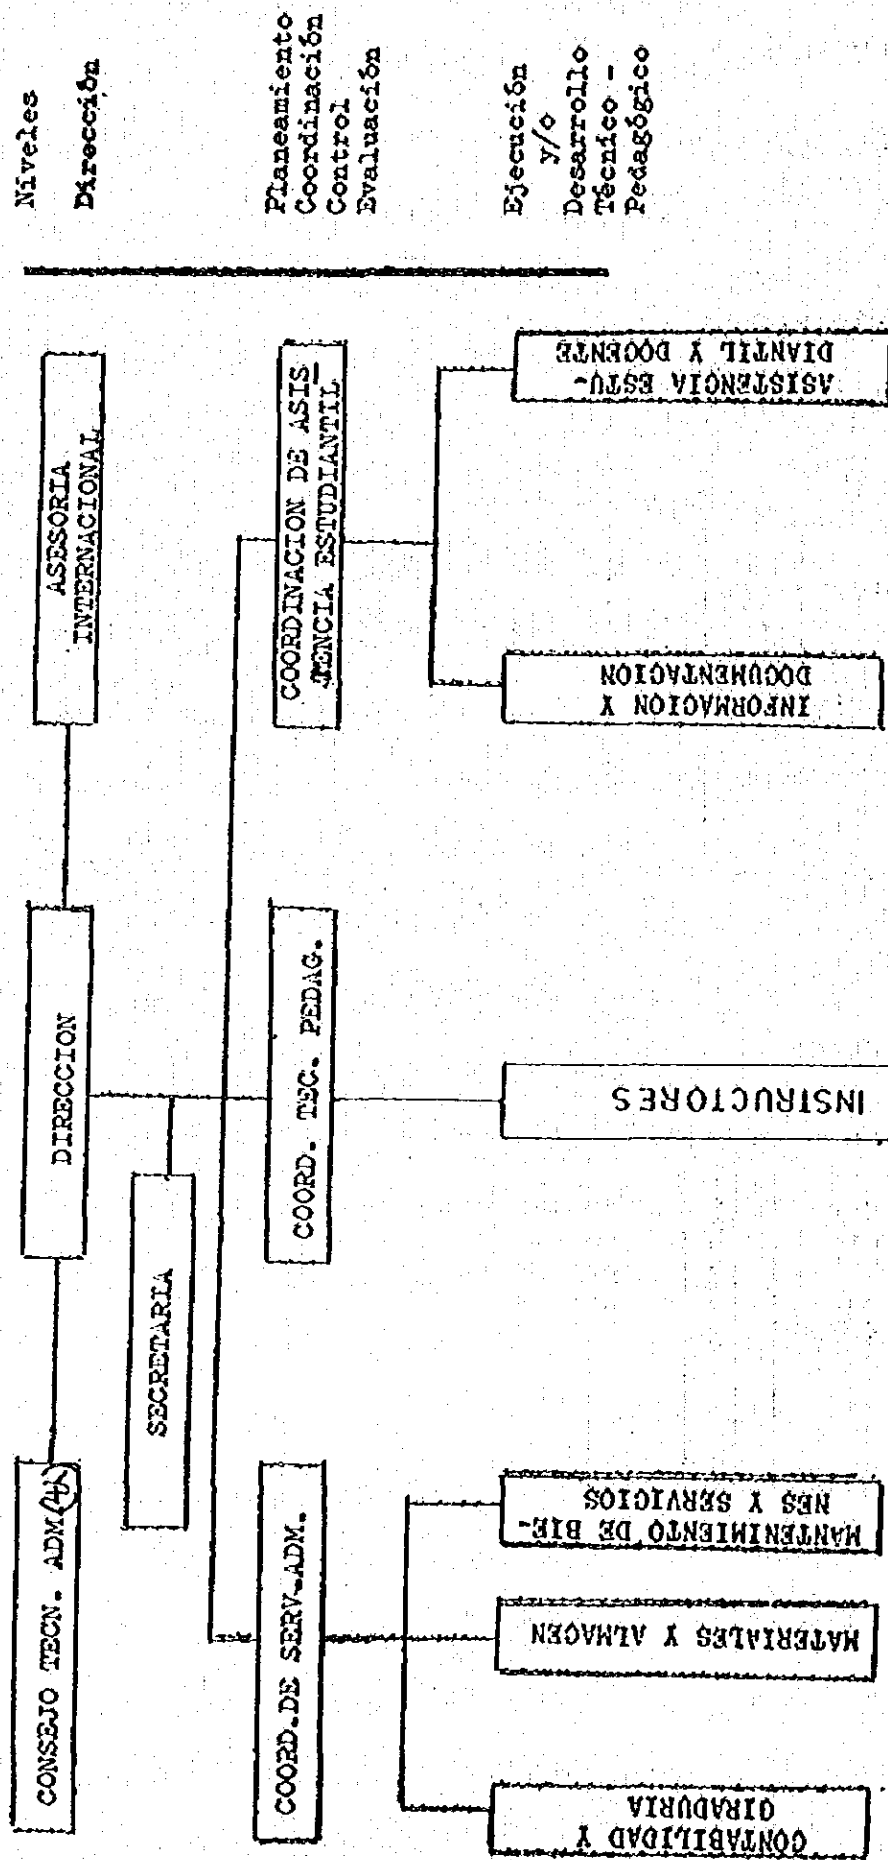 Niveles
Dirección
Planeamiento
Coordinación
Control
Evaluación
Ejecución
y/o
Desarrollo
Técnico -
Pedagógico
CONSEJO TECN. ADM.(4)
DIRECCION
ASESORIA
INTERNACIONAL
SECRETARIA
COORD.DE SERV.ADM.
COORD. TEC. PEDAG.
COORDINACION DE ASIS
TENCIA ESTUDIANTIL
CONTABILIDAD Y
GIRADURIA
MATERIALES Y ALMACEN
MANTENIMIENTO DE BIE-
NES Y SERVICIOS
INSTRUCTORES
INFORMACION Y
DOCUMENTACION
ASISTENCIA ESTU-
DIANTIL Y DOCENTE